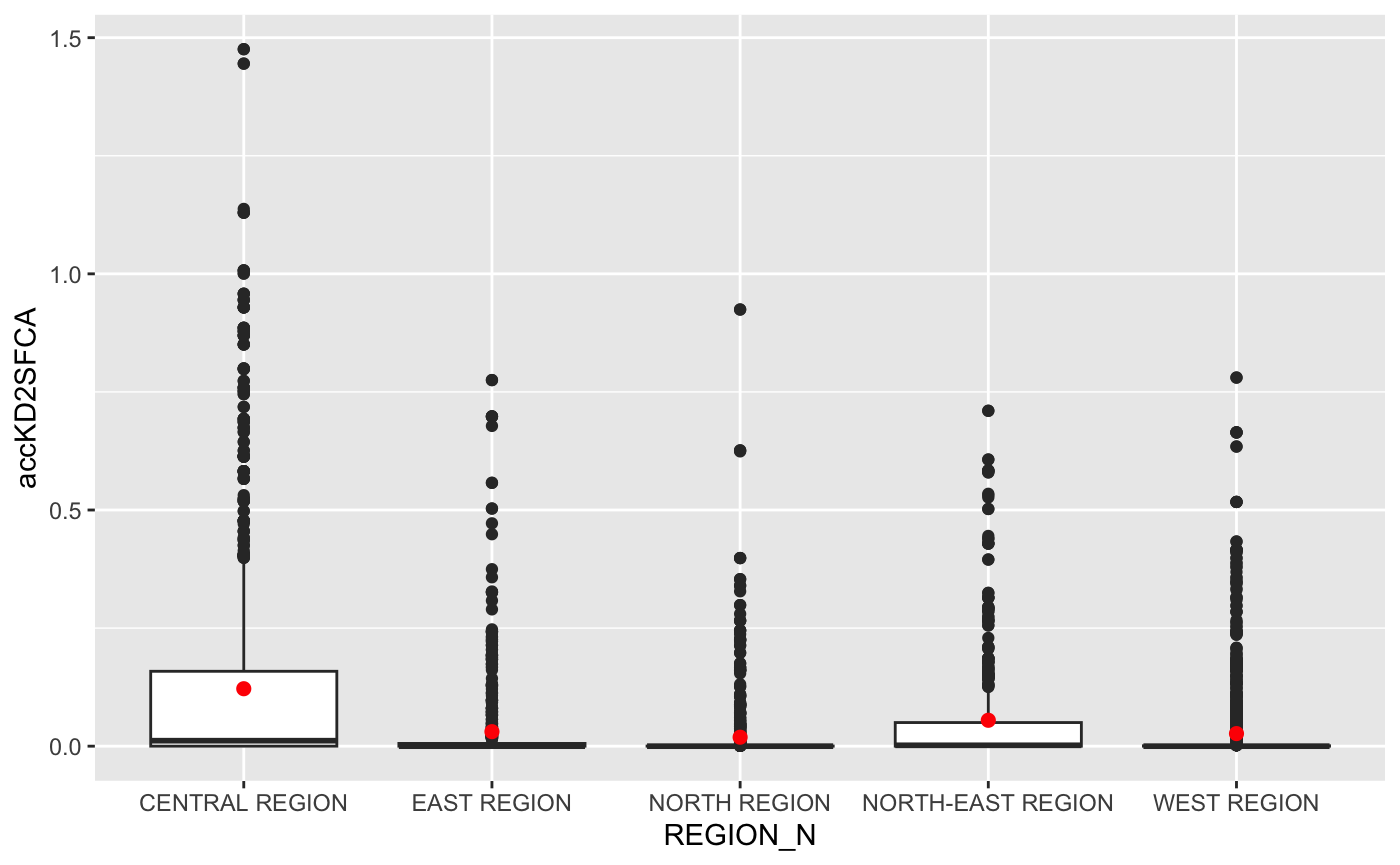 1.5
1.0
0.5
0.0
accKD2SFCA
CENTRAL REGION
EAST REGION
NORTH REGION
NORTH-EAST REGION
WEST REGION
REGION_N